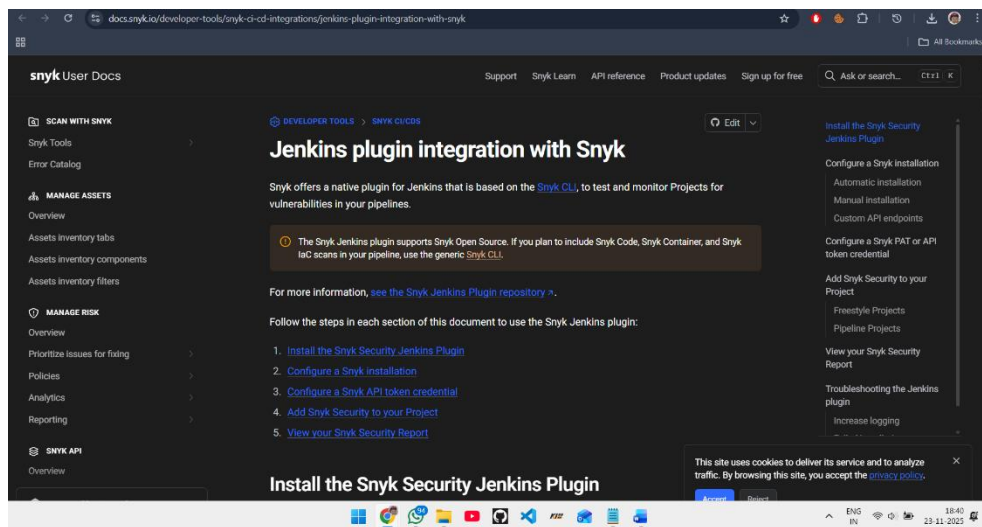 docs.snyk.io/developer-tools/snyk-ci-cd-integrations/jenkins-plugin-integration-with-snyk
All Bookmarks
snyk User Docs
Support
Snyk Learn
API reference
Product updates
Sign up for free
Ask or search...
Ctrl K
SCAN WITH SNYK
Snyk Tools
Error Catalog
MANAGE ASSETS
Overview
Assets inventory tabs
Assets inventory components
Assets inventory filters
MANAGE RISK
Overview
Prioritize issues for fixing
Policies
Analytics
Reporting
SNYK API
Overview
DEVELOPER TOOLS > SNYK CI/CDS
Edit
Jenkins plugin integration with Snyk
Snyk offers a native plugin for Jenkins that is based on the Snyk CLI, to test and monitor Projects for
vulnerabilities in your pipelines.
The Snyk Jenkins plugin supports Snyk Open Source. If you plan to include Snyk Code, Snyk Container, and Snyk
IaC scans in your pipeline, use the generic Snyk CLI.
For more information, see the Snyk Jenkins Plugin repository ↗.
Follow the steps in each section of this document to use the Snyk Jenkins plugin:
1. Install the Snyk Security Jenkins Plugin
2. Configure a Snyk installation
3. Configure a Snyk API token credential
4. Add Snyk Security to your Project
5. View your Snyk Security Report
Install the Snyk Security Jenkins Plugin
Install the Snyk Security
Jenkins Plugin
Configure a Snyk installation
Automatic installation
Manual installation
Custom API endpoints
Configure a Snyk PAT or API
token credential
Add Snyk Security to your
Project
Freestyle Projects
Pipeline Projects
View your Snyk Security
Report
Troubleshooting the Jenkins
plugin
Increase logging
This site uses cookies to deliver its service and to analyze
traffic. By browsing this site, you accept the privacy policy.
Accept
Reject
ENG
IN
18:40
23-11-2025